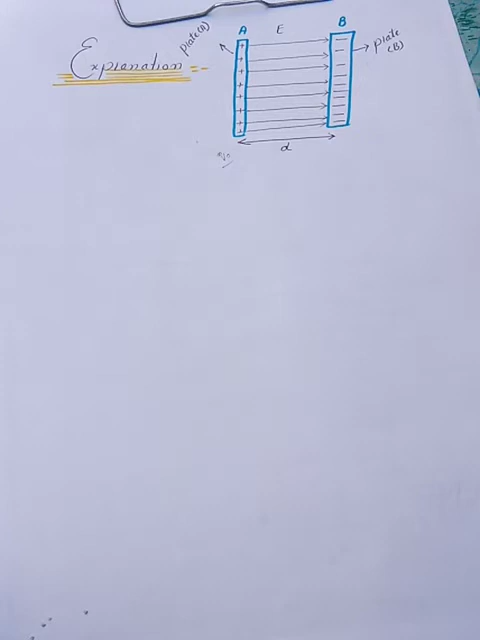 Explanation :-
plate(A)
A
E
B
plate
(B)
+
+
+
+
+
+
+
+
d